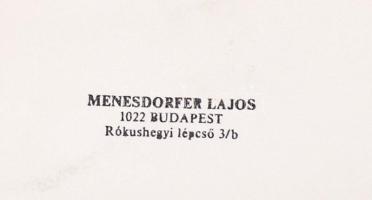 MENESDORFER LAJOS
1022 BUDAPEST
Rókushegyi lépcső 3/b